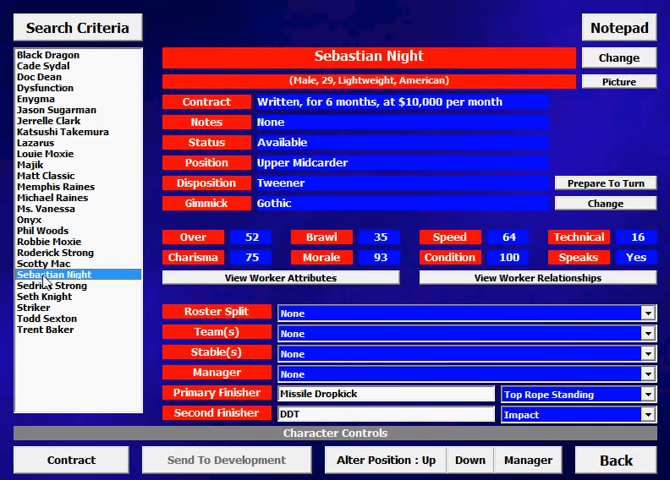 Search Criteria
Notepad
Black Dragon
Cade Sydal
Doc Dean
Dysfunction
Enygma
Jason Sugarman
Jerrelle Clark
Katsushi Takemura
Lazarus
Louie Moxie
Majik
Matt Classic
Memphis Raines
Michael Raines
Ms. Vanessa
Onyx
Phil Woods
Robbie Moxie
Roderick Strong
Scotty Mac
Sebastian Night
Sedrick Strong
Seth Knight
Striker
Todd Sexton
Trent Baker
Sebastian Night
Change
(Male, 29, Lightweight, American)
Picture
Contract Written, for 6 months, at $10,000 per month
Notes None
Status Available
Position Upper Midcarder
Disposition Tweener Prepare To Turn
Gimmick Gothic Change
Over 52 Brawl 35 Speed 64 Technical 16
Charisma 75 Morale 93 Condition 100 Speaks Yes
View Worker Attributes View Worker Relationships
Roster Split None
Team(s) None
Stable(s) None
Manager None
Primary Finisher Missile Dropkick Top Rope Standing
Second Finisher DDT Impact
Character Controls
Contract Send To Development Alter Position : Up Down Manager Back